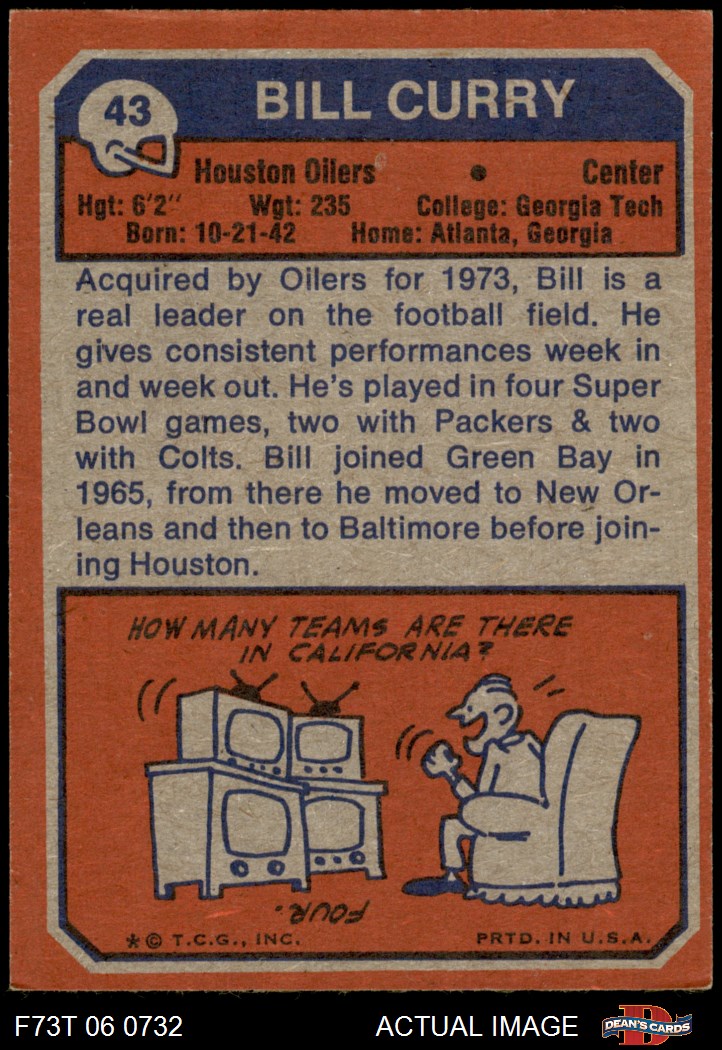 43
BILL CURRY
Houston Oilers • Center
Hgt: 6'2" Wgt: 235 College: Georgia Tech
Born: 10-21-42 Home: Atlanta, Georgia
Acquired by Oilers for 1973, Bill is a
real leader on the football field. He
gives consistent performances week in
and week out. He's played in four Super
Bowl games, two with Packers & two
with Colts. Bill joined Green Bay in
1965, from there he moved to New Or-
leans and then to Baltimore before join-
ing Houston.
HOW MANY TEAMS ARE THERE
IN CALIFORNIA?
FOUR.
* © T.C.G., INC. PRTD. IN U.S.A.
F73T 06 0732 ACTUAL IMAGE
D
DEAN'S CARDS